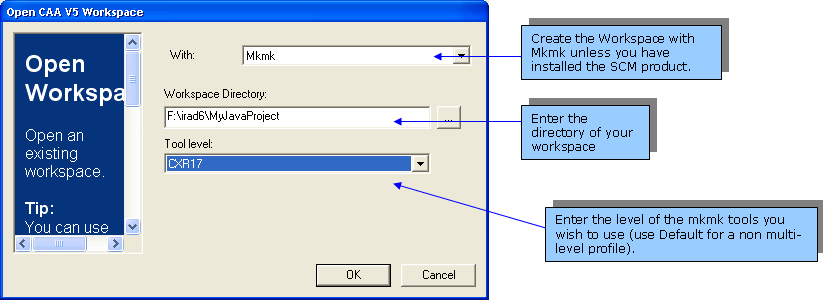 Open CAA V5 Workspace
Open
Workspa
Open an
existing
workspace.
Tip:
You can use
With:
Mkmk
Workspace Directory:
F:\irad6\MyJavaProject
...
Tool level:
CXR17
OK
Cancel
Create the Workspace with
Mkmk unless you have
installed the SCM product.
Enter the
directory of your
workspace
Enter the level of the mkmk tools you
wish to use (use Default for a non multi-
level profile).